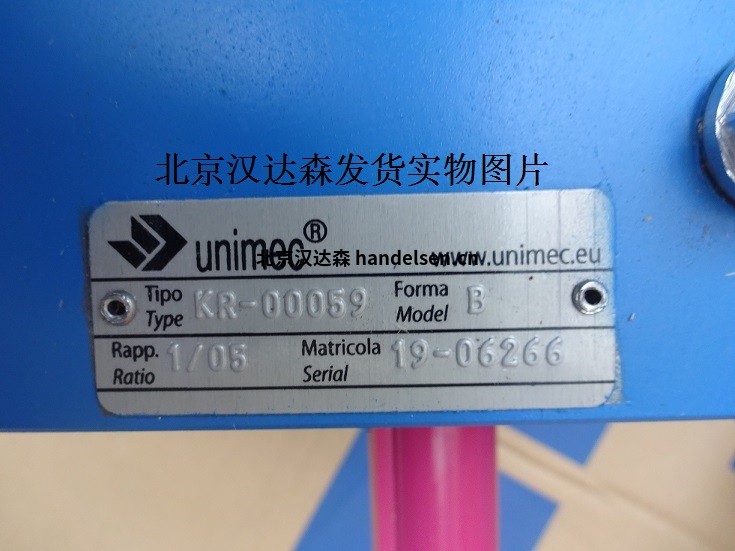 北京汉达森发货实物图片
unimec® www.unimec.eu
北京汉达森 handelsen.cn
Tipo KR-00059 Forma B
Type Model
Rapp. 1/05 Matricola 19-06266
Ratio Serial